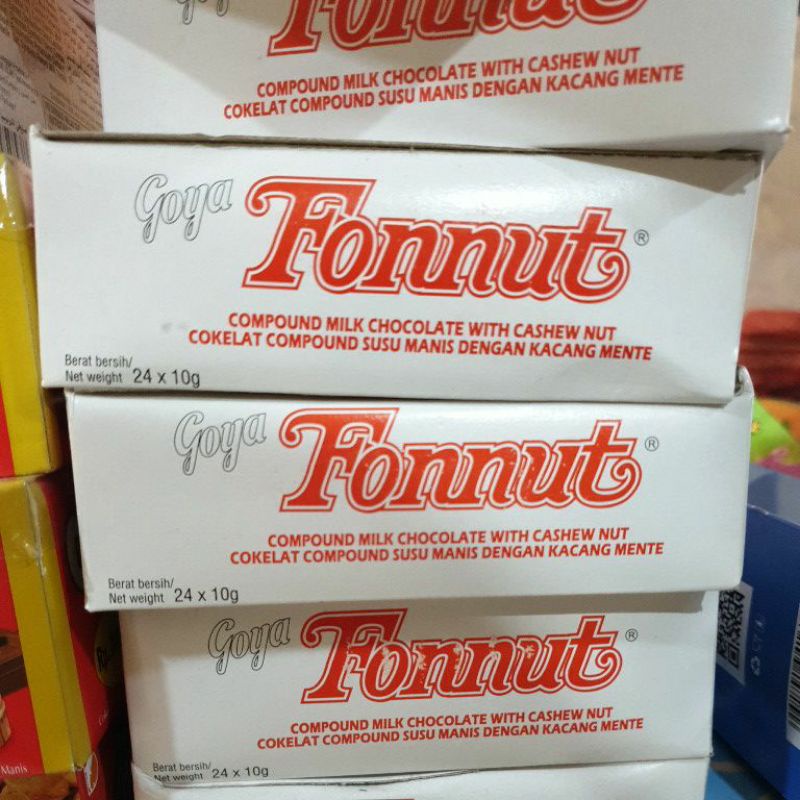 Fonnut
COMPOUND MILK CHOCOLATE WITH CASHEW NUT
COKELAT COMPOUND SUSU MANIS DENGAN KACANG MENTE
Goya Fonnut®
COMPOUND MILK CHOCOLATE WITH CASHEW NUT
COKELAT COMPOUND SUSU MANIS DENGAN KACANG MENTE
Berat bersih/
Net weight 24 x 10g
Goya Fonnut®
COMPOUND MILK CHOCOLATE WITH CASHEW NUT
COKELAT COMPOUND SUSU MANIS DENGAN KACANG MENTE
Berat bersih/
Net weight 24 x 10g
Goya Fonnut®
COMPOUND MILK CHOCOLATE WITH CASHEW NUT
COKELAT COMPOUND SUSU MANIS DENGAN KACANG MENTE
Berat bersih/
Net weight 24 x 10g
Manis